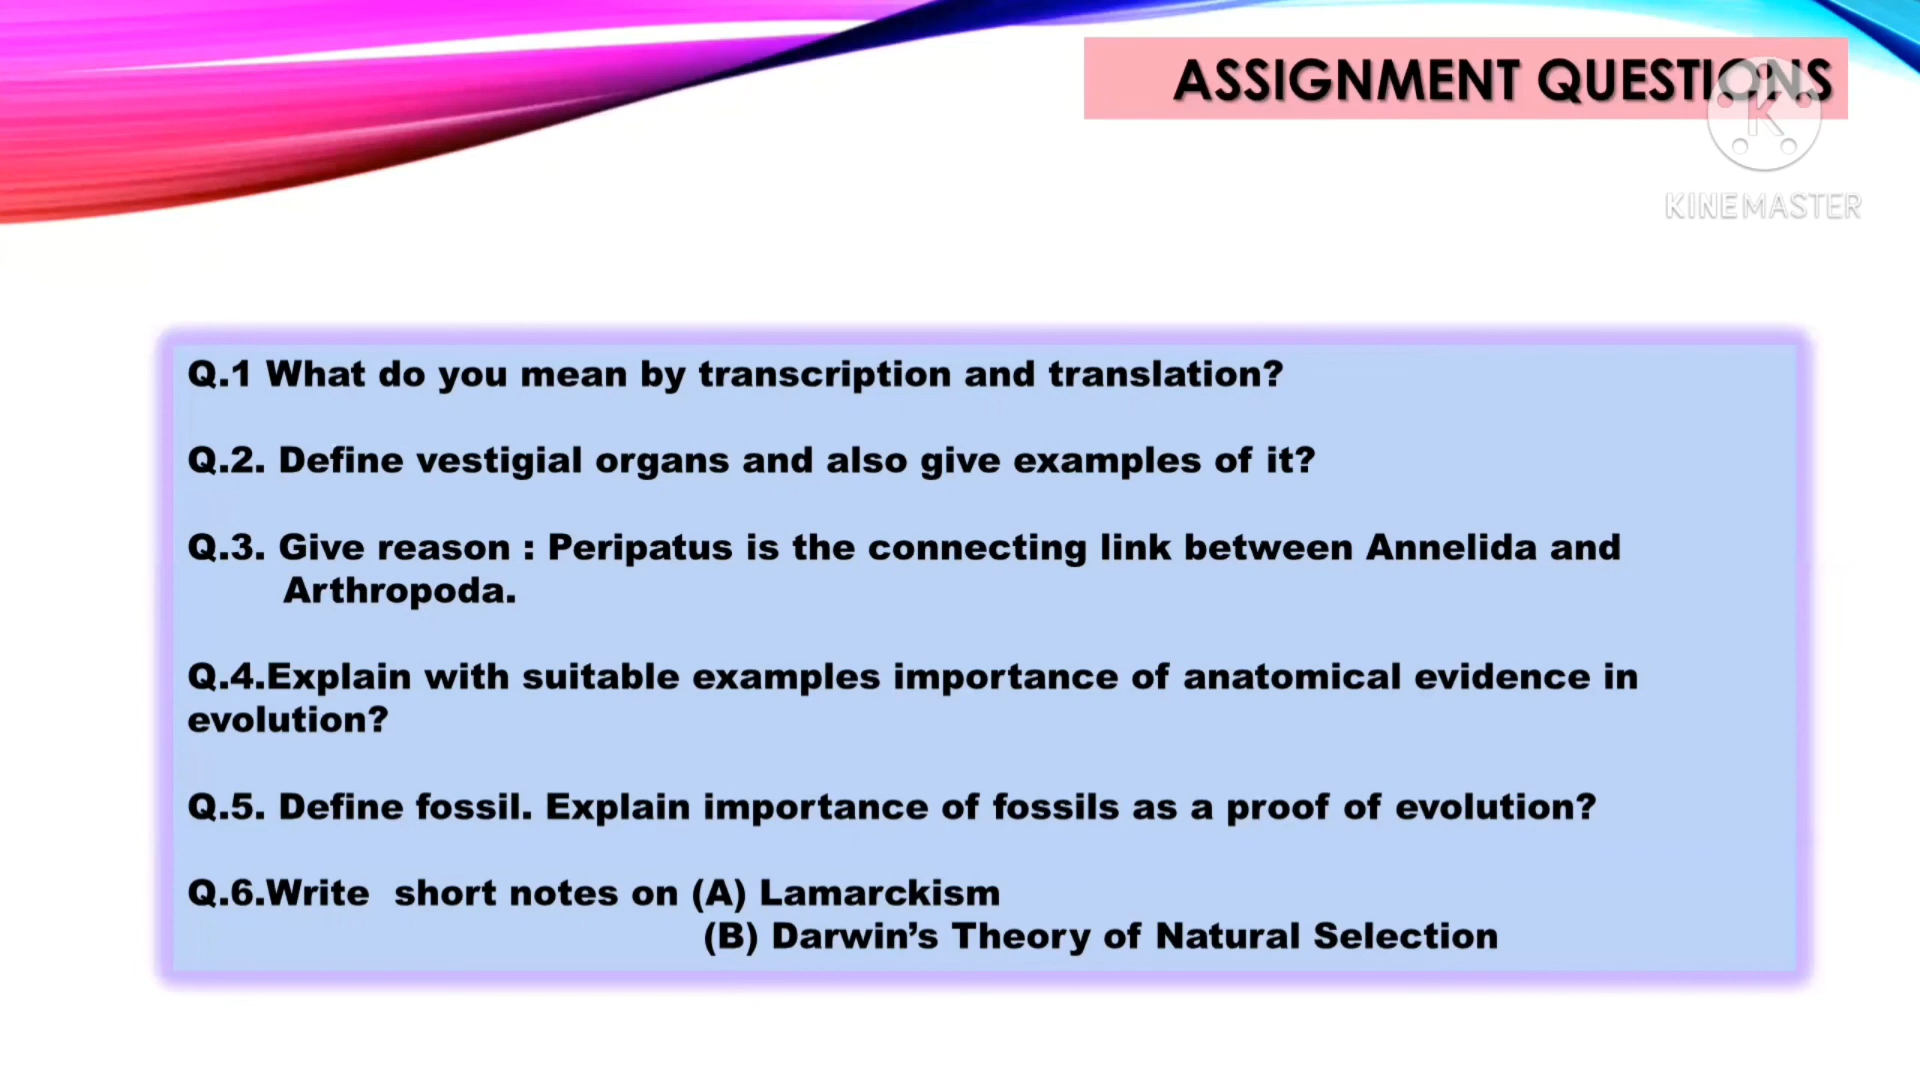 ASSIGNMENT QUESTIONS
K
KINEMASTER
Q.1 What do you mean by transcription and translation?
Q.2. Define vestigial organs and also give examples of it?
Q.3. Give reason : Peripatus is the connecting link between Annelida and
Arthropoda.
Q.4.Explain with suitable examples importance of anatomical evidence in
evolution?
Q.5. Define fossil. Explain importance of fossils as a proof of evolution?
Q.6.Write short notes on (A) Lamarckism
(B) Darwin’s Theory of Natural Selection